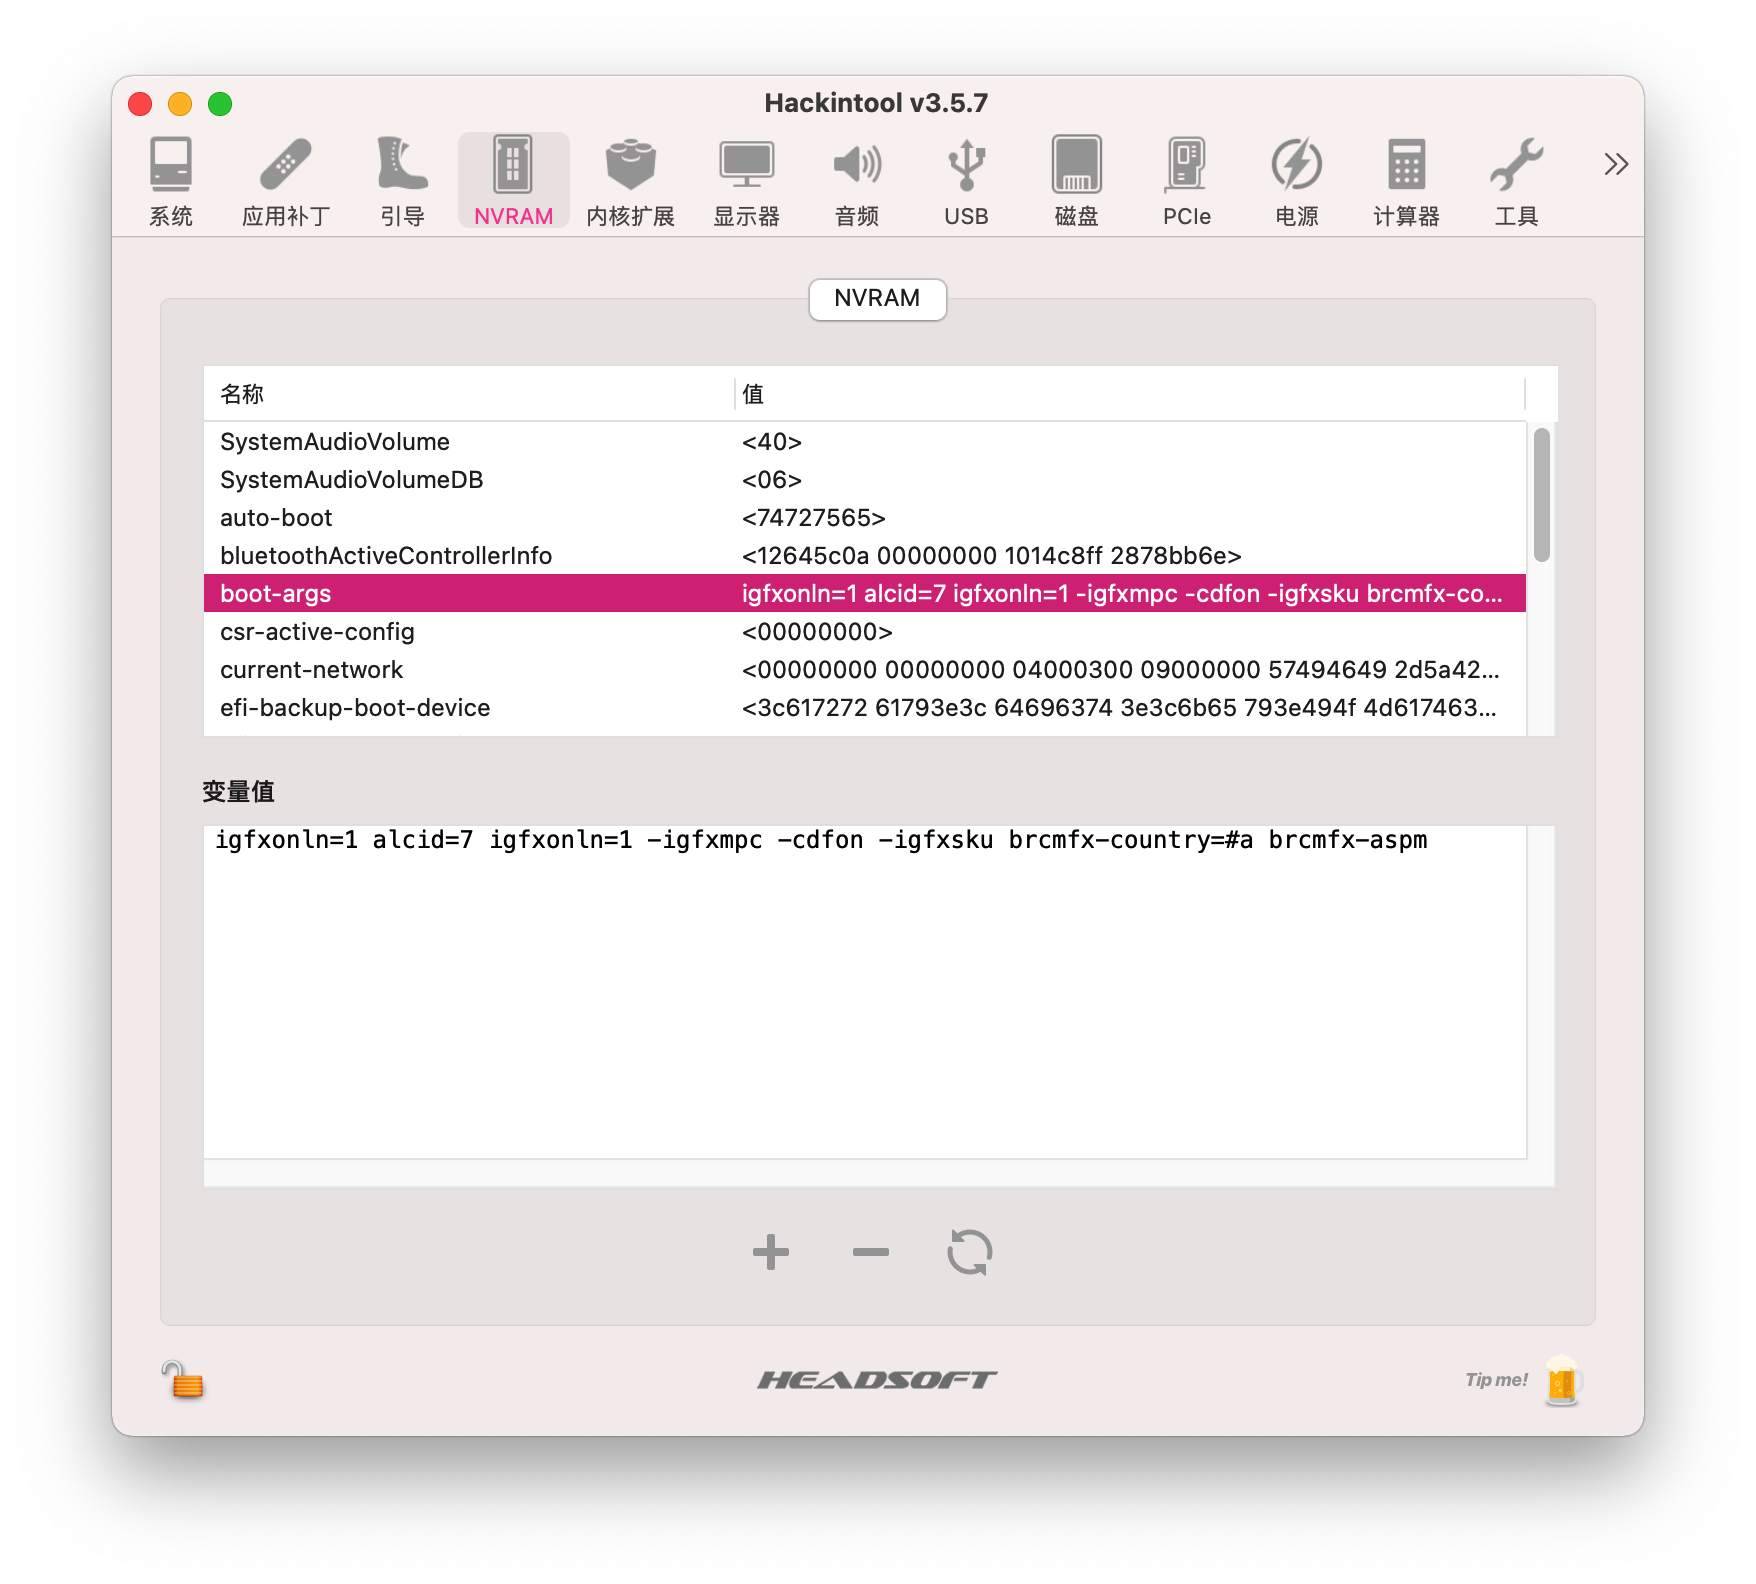 Hackintool v3.5.7
系统 应用补丁 引导 NVRAM 内核扩展 显示器 音频 USB 磁盘 PCIe 电源 计算器 工具
NVRAM
名称 值
SystemAudioVolume <40>
SystemAudioVolumeDB <06>
auto-boot <74727565>
bluetoothActiveControllerInfo <12645c0a 00000000 1014c8ff 2878bb6e>
boot-args igfxonln=1 alcid=7 igfxonln=1 -igfxmpc -cdfon -igfxsku brcmfx-co...
csr-active-config <00000000>
current-network <00000000 00000000 04000300 09000000 57494649 2d5a42...
efi-backup-boot-device <3c617272 61793e3c 64696374 3e3c6b65 793e494f 4d617463...
变量值
igfxonln=1 alcid=7 igfxonln=1 -igfxmpc -cdfon -igfxsku brcmfx-country=#a brcmfx-aspm
HEADSOFT
Tip me!